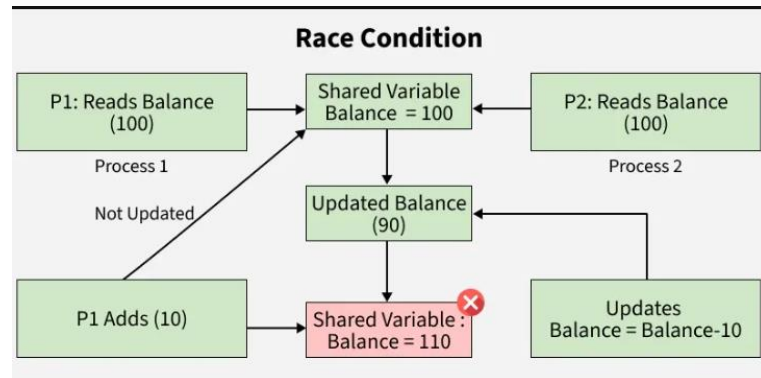 Race Condition
P1: Reads Balance
(100)
Shared Variable
Balance = 100
P2: Reads Balance
(100)
Process 1
Process 2
Not Updated
Updated Balance
(90)
P1 Adds (10)
Shared Variable :
Balance = 110
Updates
Balance = Balance-10